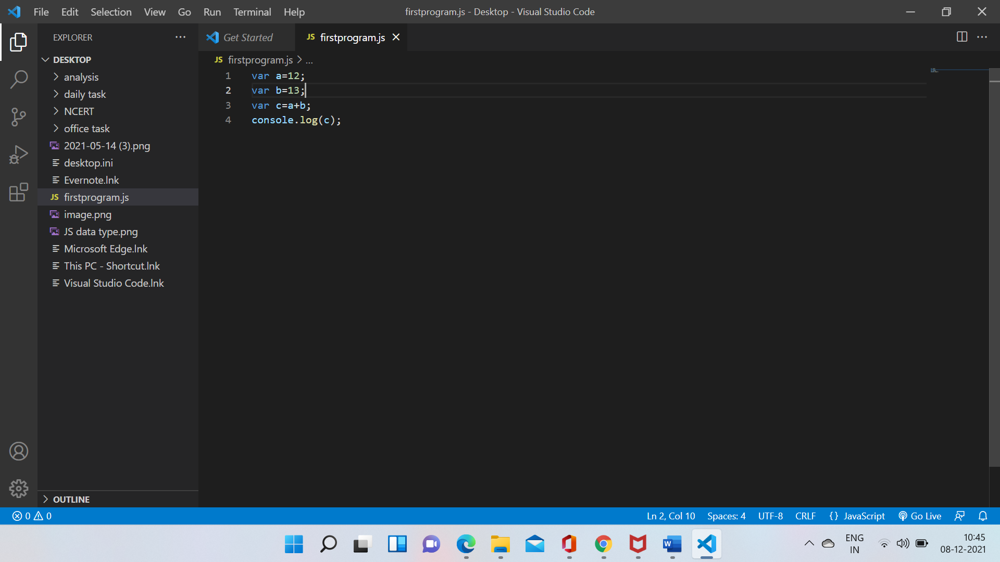 File Edit Selection View Go Run Terminal Help firstprogram.js - Desktop - Visual Studio Code
EXPLORER
Get Started
JS firstprogram.js
DESKTOP
JS firstprogram.js > ...
analysis
daily task
NCERT
office task
2021-05-14 (3).png
desktop.ini
Evernote.lnk
JS firstprogram.js
image.png
JS data type.png
Microsoft Edge.lnk
This PC - Shortcut.lnk
Visual Studio Code.lnk
OUTLINE
1 var a=12;
2 var b=13;
3 var c=a+b;
4 console.log(c);
0 0 Ln 2, Col 10 Spaces: 4 UTF-8 CRLF {} JavaScript Go Live
W
ENG
IN
10:45
08-12-2021